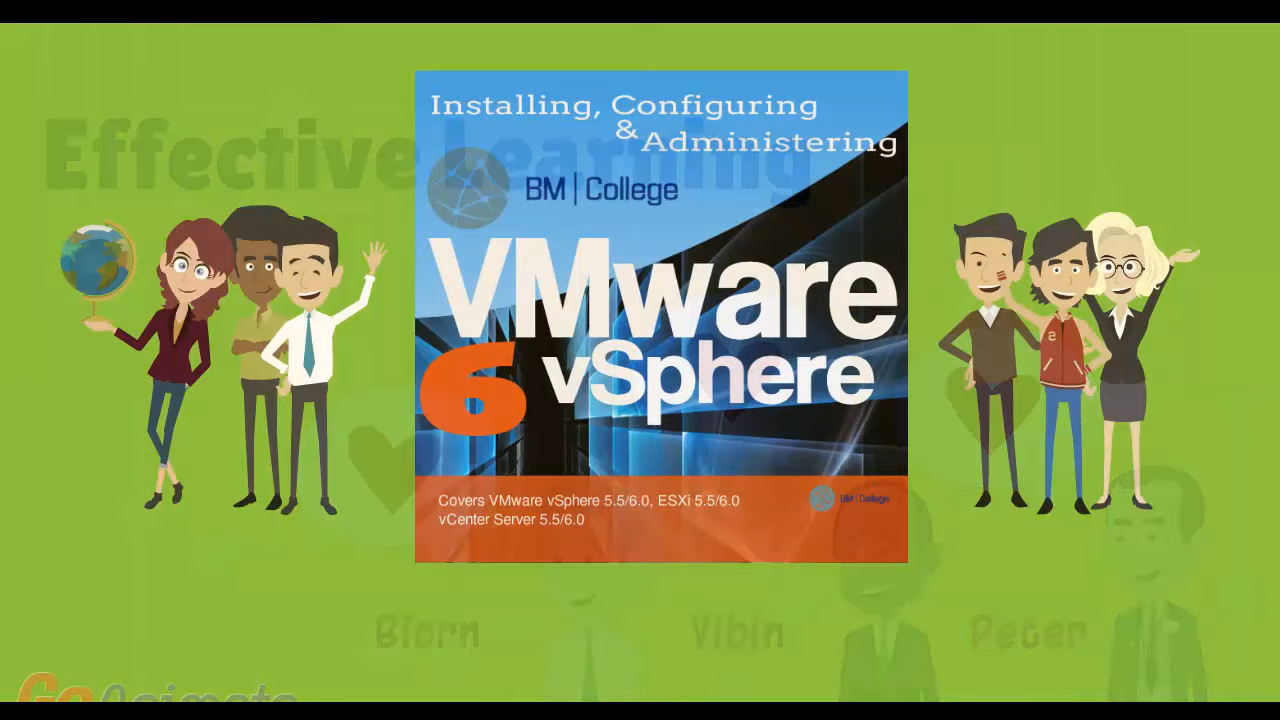 Effective Learning
Installing, Configuring
&
Administering
BM | College
VMware
6 vSphere
Covers VMware vSphere 5.5/6.0, ESXi 5.5/6.0
vCenter Server 5.5/6.0
BM | College
Bjorn
Vibin
Peter
GoAnimate